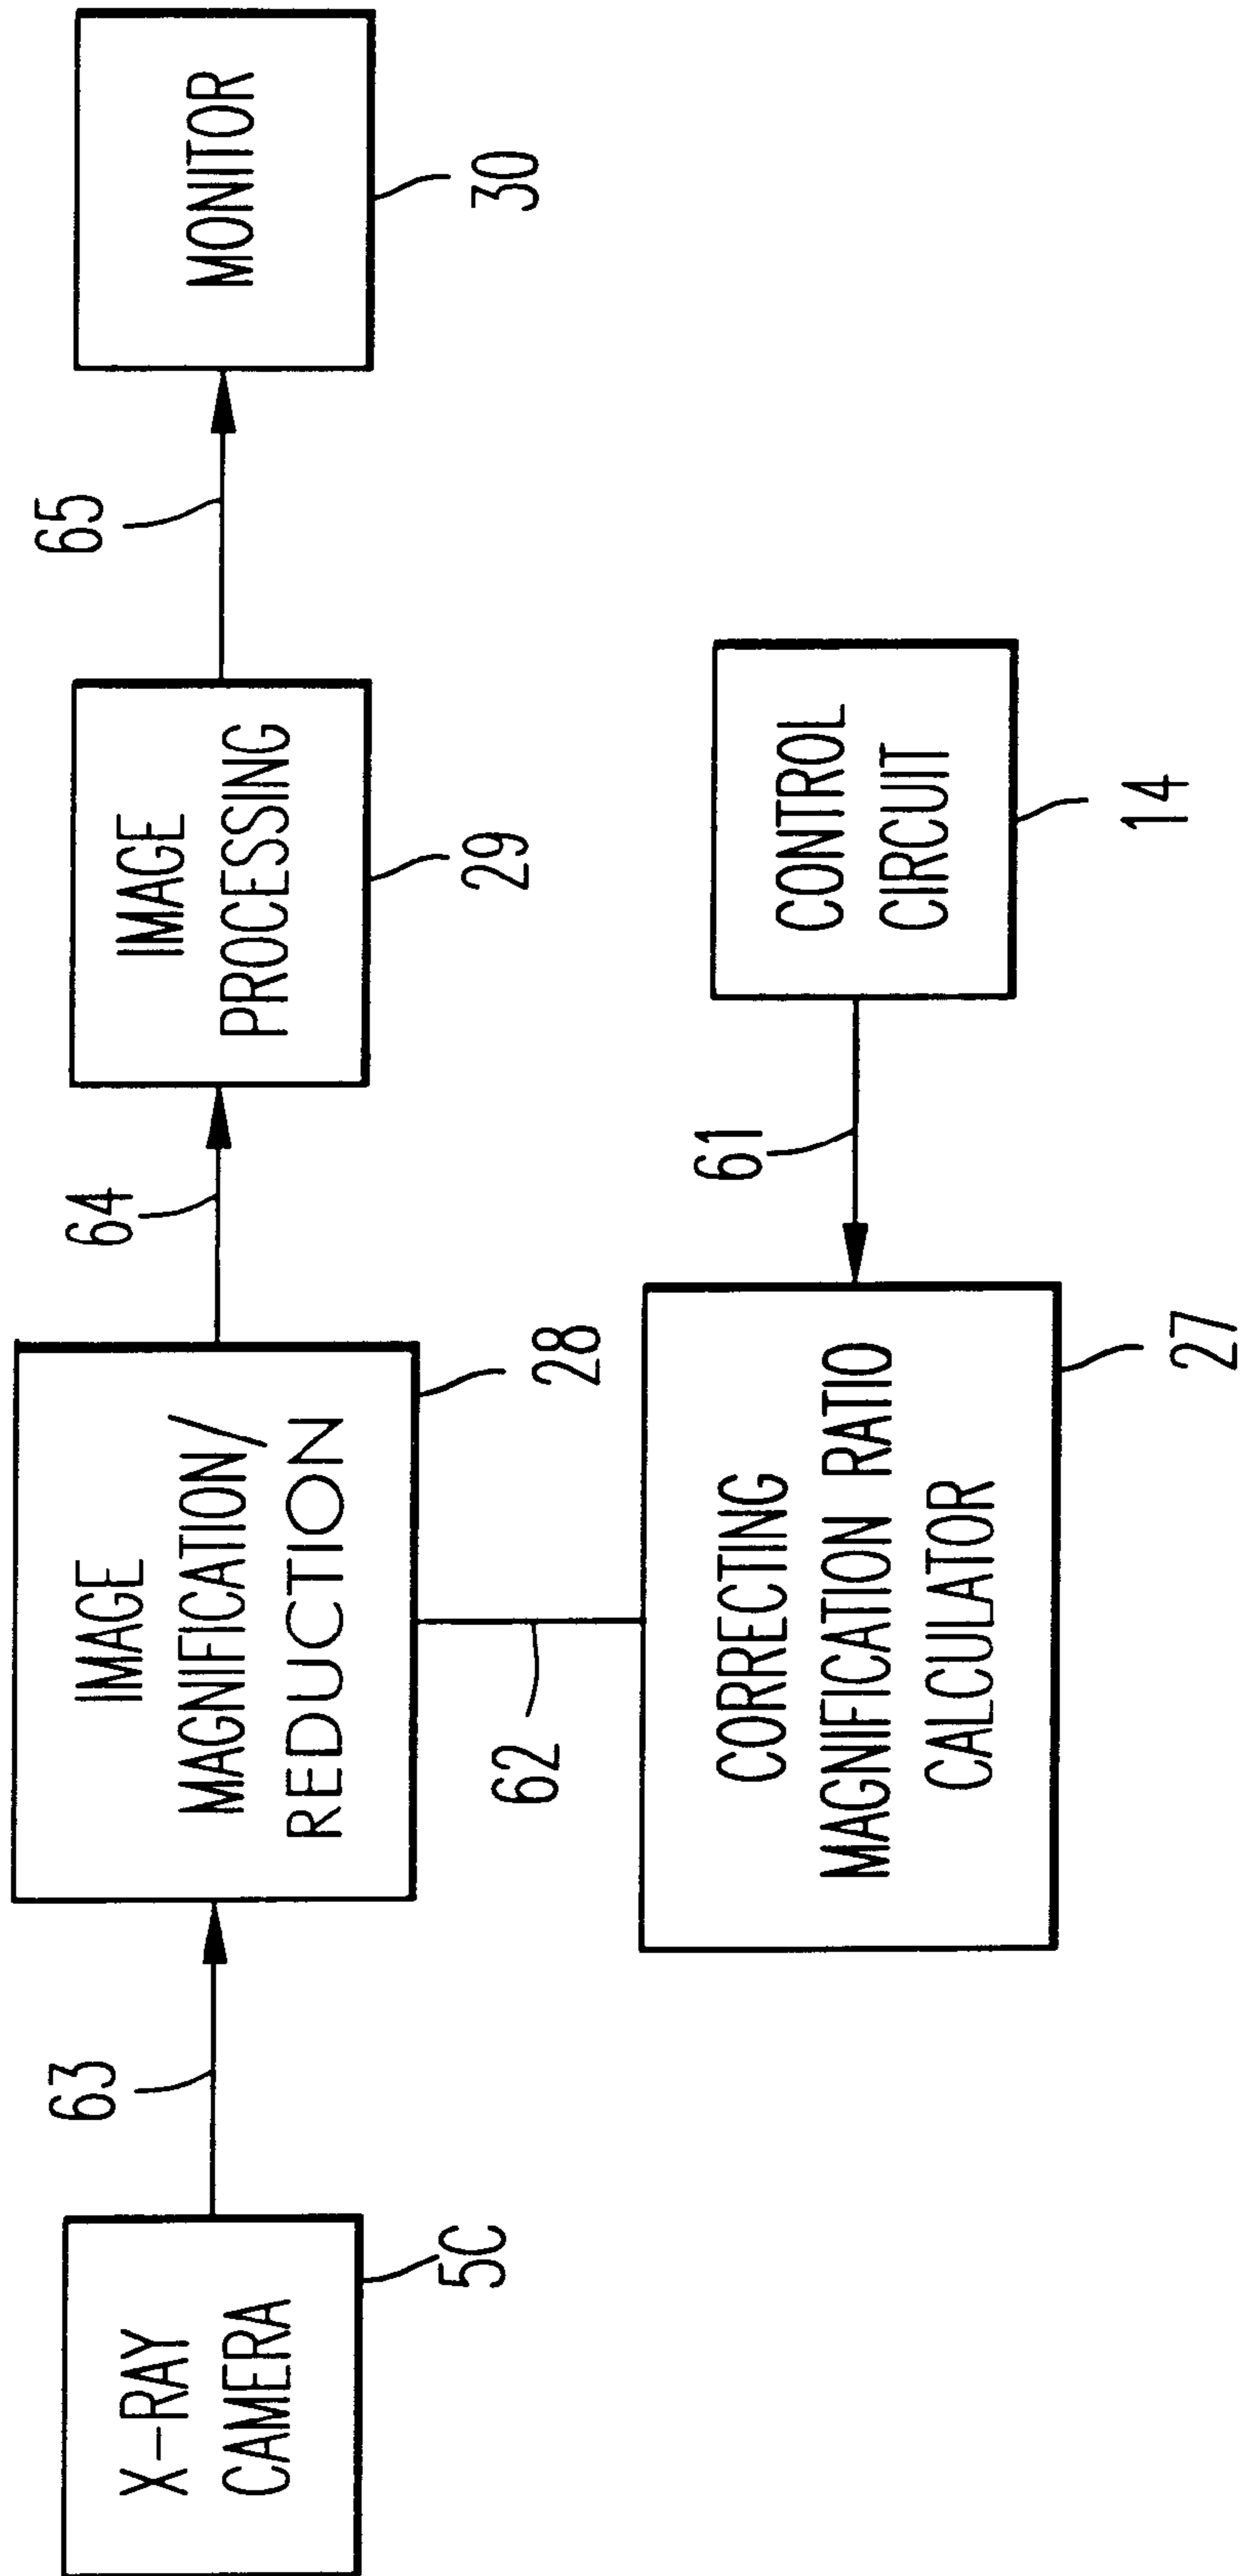 X-RAY
CAMERA
5C
63
IMAGE
MAGNIFICATION/
REDUCTION
28
64
IMAGE
PROCESSING
29
65
MONITOR
30
62
CORRECTING
MAGNIFICATION RATIO
CALCULATOR
27
61
CONTROL
CIRCUIT
14